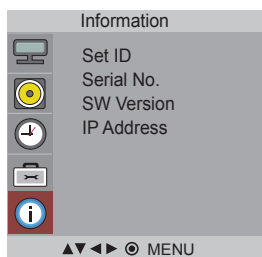 Information
Set ID
Serial No.
SW Version
IP Address
▲▼◄► ◉ MENU